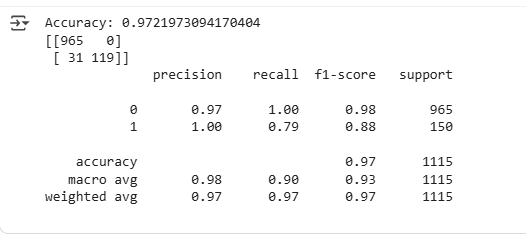 Accuracy: 0.9721973094170404
[[965   0]
 [ 31 119]]
              precision    recall  f1-score   support

           0       0.97      1.00      0.98       965
           1       1.00      0.79      0.88       150

    accuracy                           0.97      1115
   macro avg       0.98      0.90      0.93      1115
weighted avg       0.97      0.97      0.97      1115